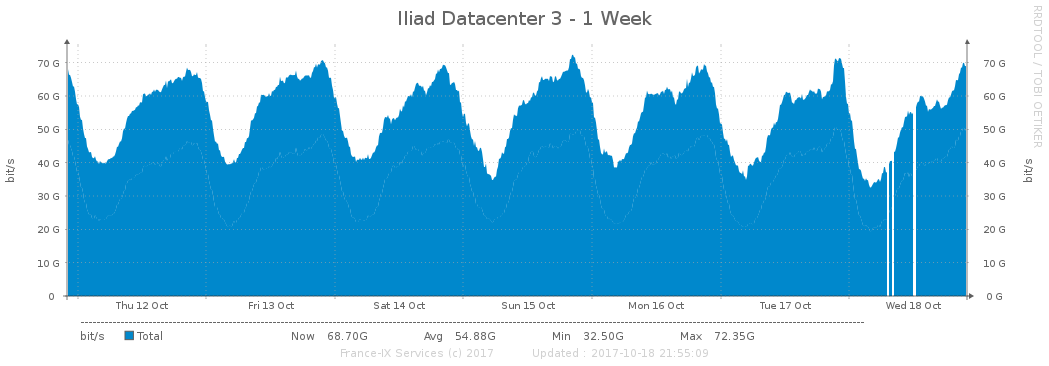 Iliad Datacenter 3 - 1 Week
RRDTOOL / TOBI OETIKER
bit/s
70 G 70 G
60 G 60 G
50 G 50 G
40 G 40 G
30 G 30 G
20 G 20 G
10 G 10 G
0 0 G
bit/s
Thu 12 Oct Fri 13 Oct Sat 14 Oct Sun 15 Oct Mon 16 Oct Tue 17 Oct Wed 18 Oct
bit/s Total Now 68.70G Avg 54.88G Min 32.50G Max 72.35G
France-IX Services (c) 2017 Updated : 2017-10-18 21:55:09